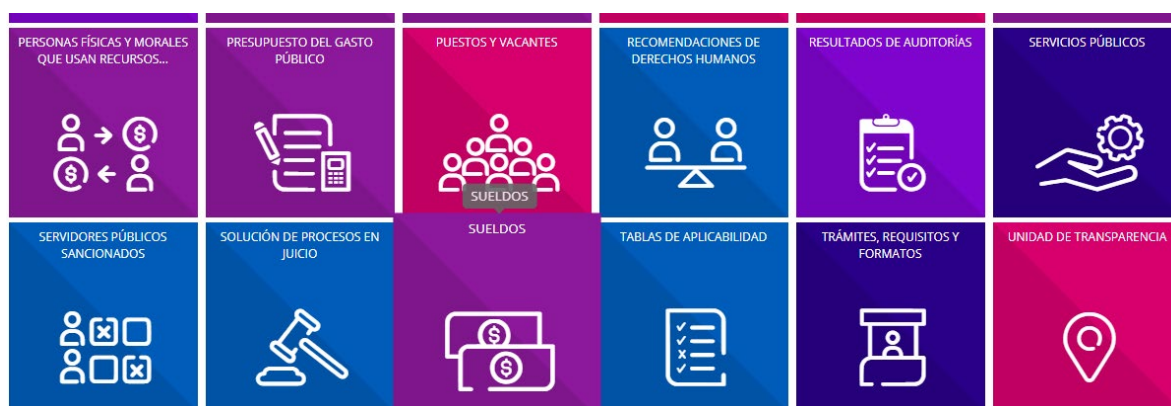 PERSONAS FÍSICAS Y MORALES
QUE USAN RECURSOS...
PRESUPUESTO DEL GASTO
PÚBLICO
PUESTOS Y VACANTES
RECOMENDACIONES DE
DERECHOS HUMANOS
RESULTADOS DE AUDITORÍAS
SERVICIOS PÚBLICOS
SUELDOS
SERVIDORES PÚBLICOS
SANCIONADOS
SOLUCIÓN DE PROCESOS EN
JUICIO
SUELDOS
TABLAS DE APLICABILIDAD
TRÁMITES, REQUISITOS Y
FORMATOS
UNIDAD DE TRANSPARENCIA